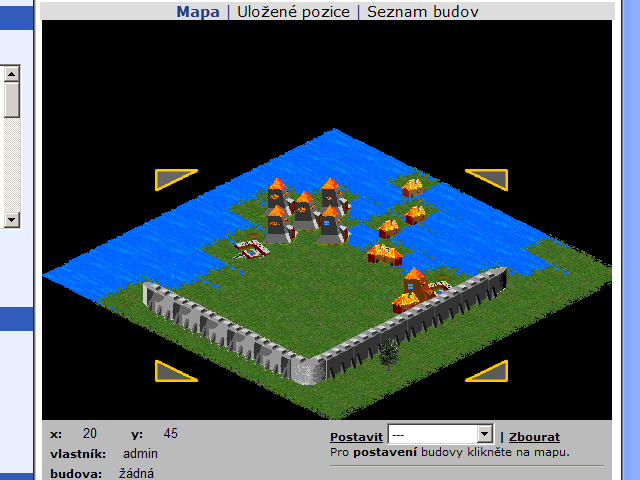 Mapa | Uložené pozice | Seznam budov
x: 20 y: 45
vlastník: admin
budova: žádná
Postavit --- | Zbourat
Pro postavení budovy klikněte na mapu.